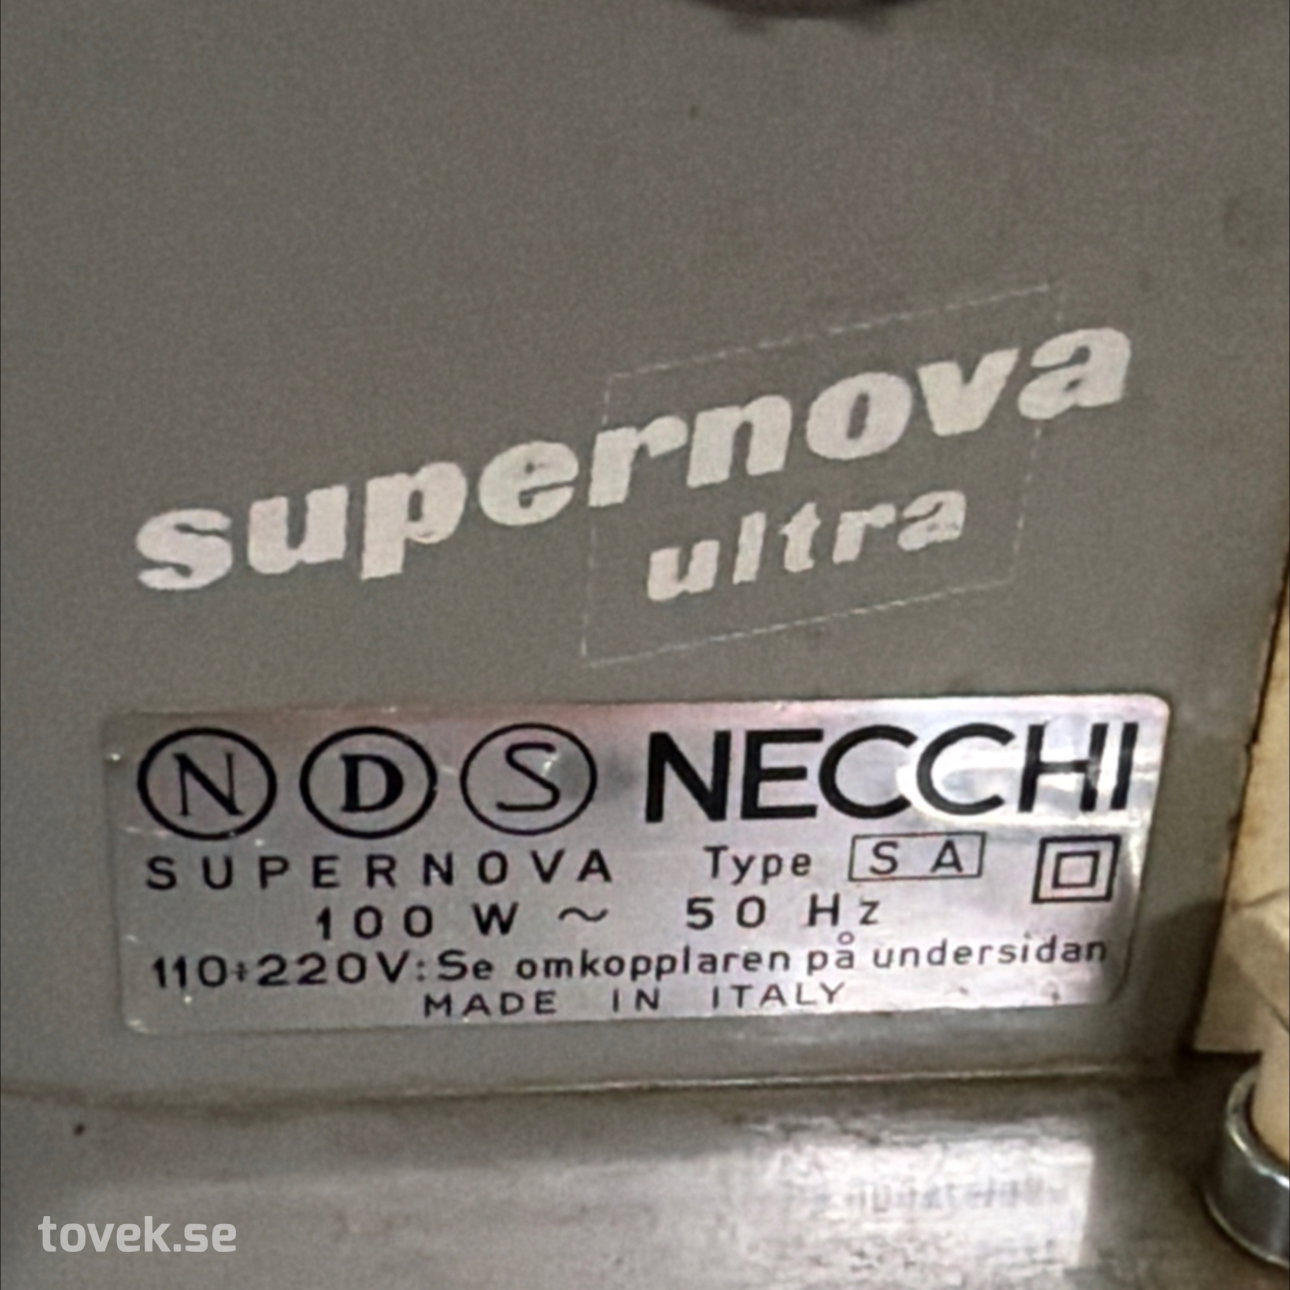 supernova
ultra
N D S NECCHI
SUPERNOVA Type S A
100 W ~ 50 Hz
110÷220V: Se omkopplaren på undersidan
MADE IN ITALY
tovek.se